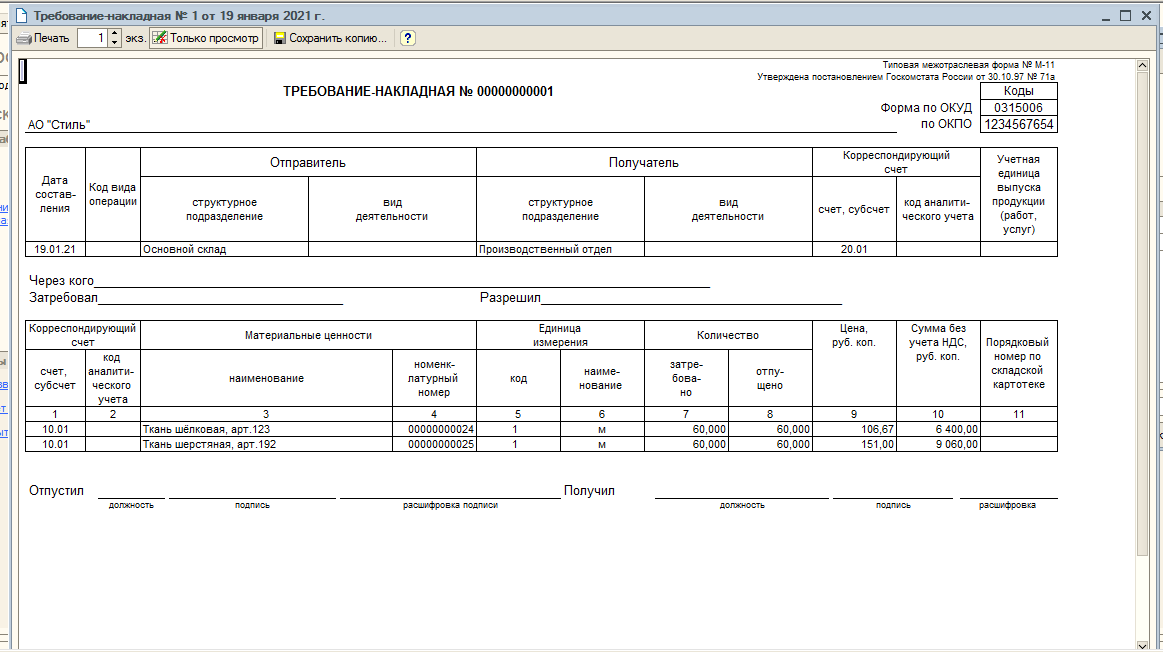 Требование-накладная № 1 от 19 января 2021 г.
Печать 1 экз. Только просмотр Сохранить копию... ?
Типовая межотраслевая форма № М-11
Утверждена постановлением Госкомстата России от 30.10.97 № 71а
ТРЕБОВАНИЕ-НАКЛАДНАЯ № 00000000001
Коды
Форма по ОКУД 0315006
АО "Стиль" по ОКПО 1234567654
Дата состав-
ления
Код вида
операции
Отправитель
структурное
подразделение
вид
деятельности
Получатель
структурное
подразделение
вид
деятельности
Корреспондирующий
счет
счет, субсчет
код аналити-
ческого учета
Учетная
единица
выпуска
продукции
(работ,
услуг)
19.01.21 Основной склад Производственный отдел 20.01
Через кого
Затребовал Разрешил
Корреспондирующий
счет
счет,
субсчет
код
аналити-
ческого
учета
Материальные ценности
наименование
номенк-
латурный
номер
Единица
измерения
код
наиме-
нование
Количество
затре-
бова-
но
отпу-
щено
Цена,
руб. коп.
Сумма без
учета НДС,
руб. коп.
Порядковый
номер по
складской
картотеке
1 2 3 4 5 6 7 8 9 10 11
10.01 Ткань шёлковая, арт.123 00000000024 1 м 60,000 60,000 106,67 6 400,00
10.01 Ткань шерстяная, арт.192 00000000025 1 м 60,000 60,000 151,00 9 060,00
Отпустил Получил
должность подпись расшифровка подписи должность подпись расшифровка